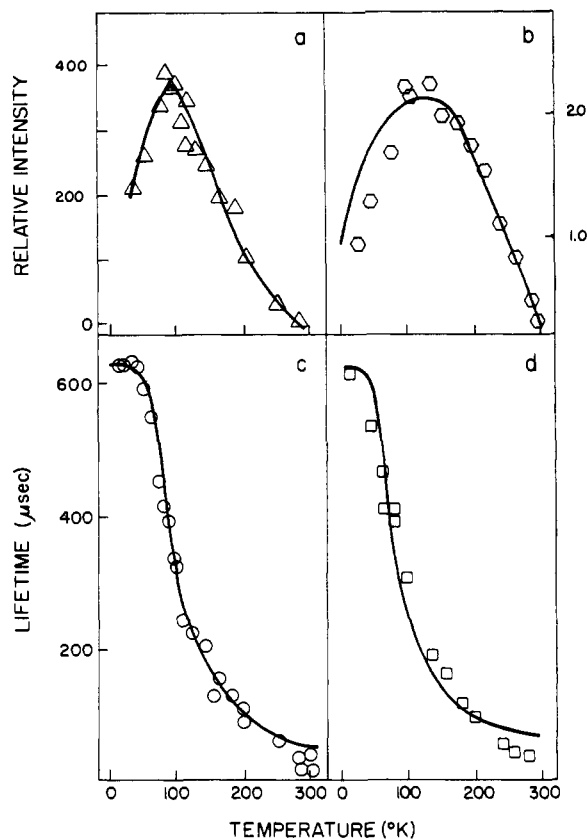 a
b
400
200
0
2.0
1.0
RELATIVE INTENSITY
c
d
600
400
200
LIFETIME (μsec)
0 100 200 300 0 100 200 300
TEMPERATURE (°K)